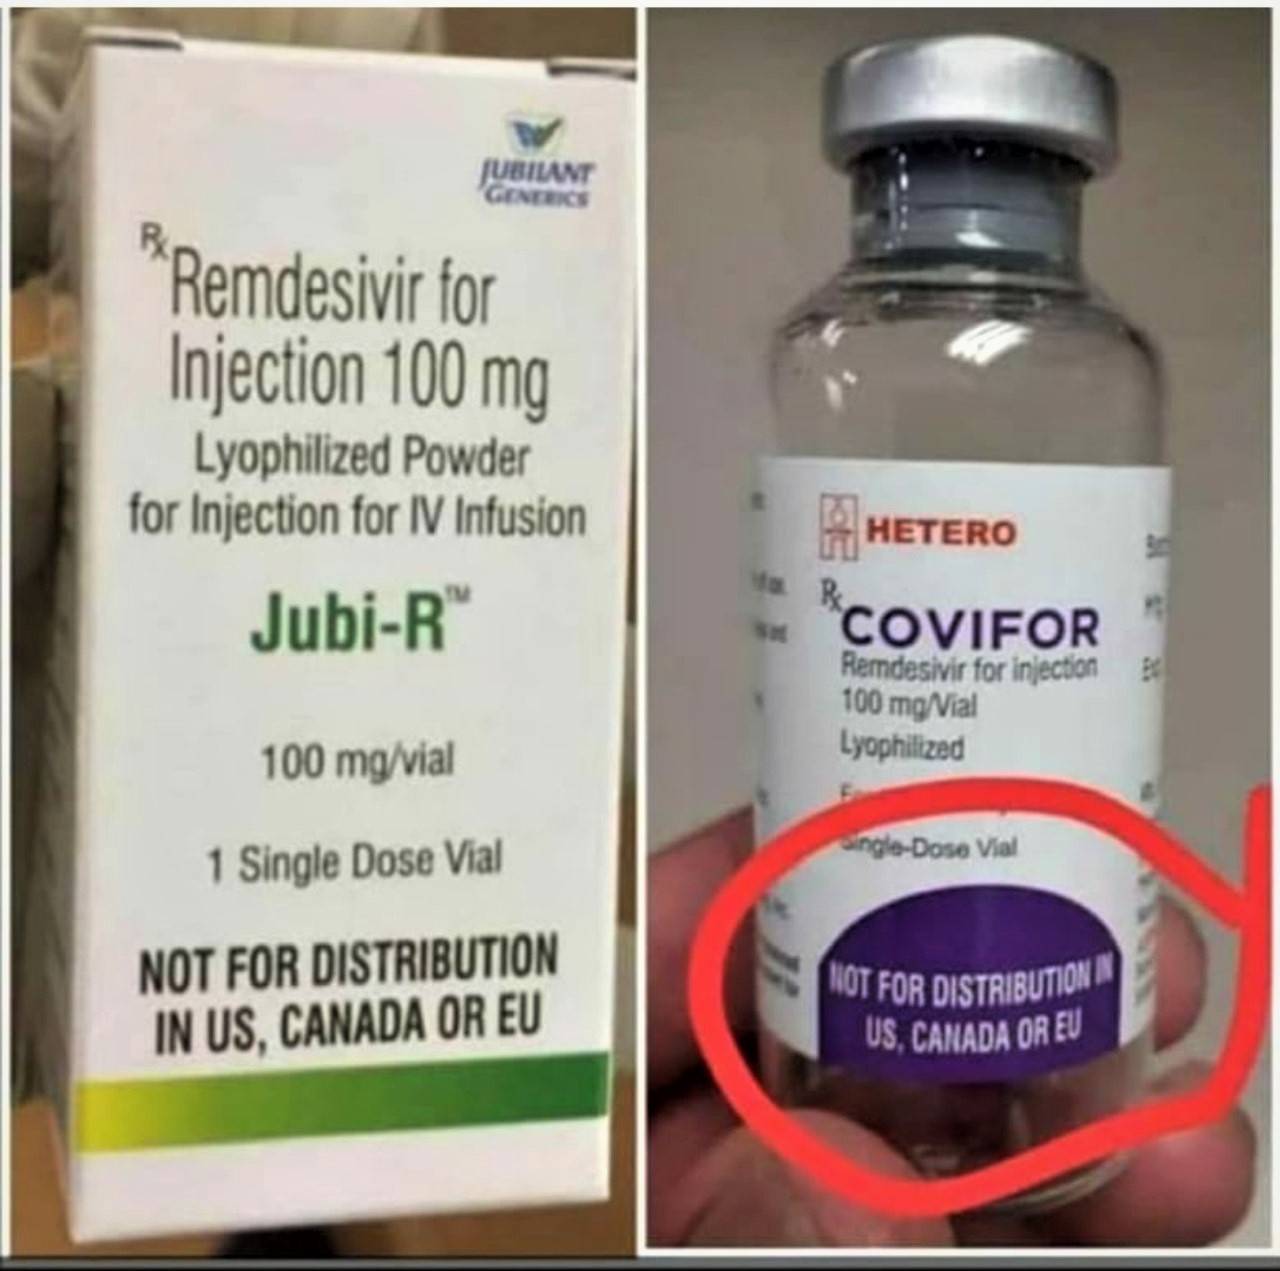 JUBILANT
GENERICS
Rx Remdesivir for
Injection 100 mg
Lyophilized Powder
for Injection for IV Infusion
Jubi-R™
100 mg/vial
1 Single Dose Vial
NOT FOR DISTRIBUTION
IN US, CANADA OR EU
HETERO
Rx COVIFOR
Remdesivir for injection
100 mg/Vial
Lyophilized
Single-Dose Vial
NOT FOR DISTRIBUTION IN
US, CANADA OR EU